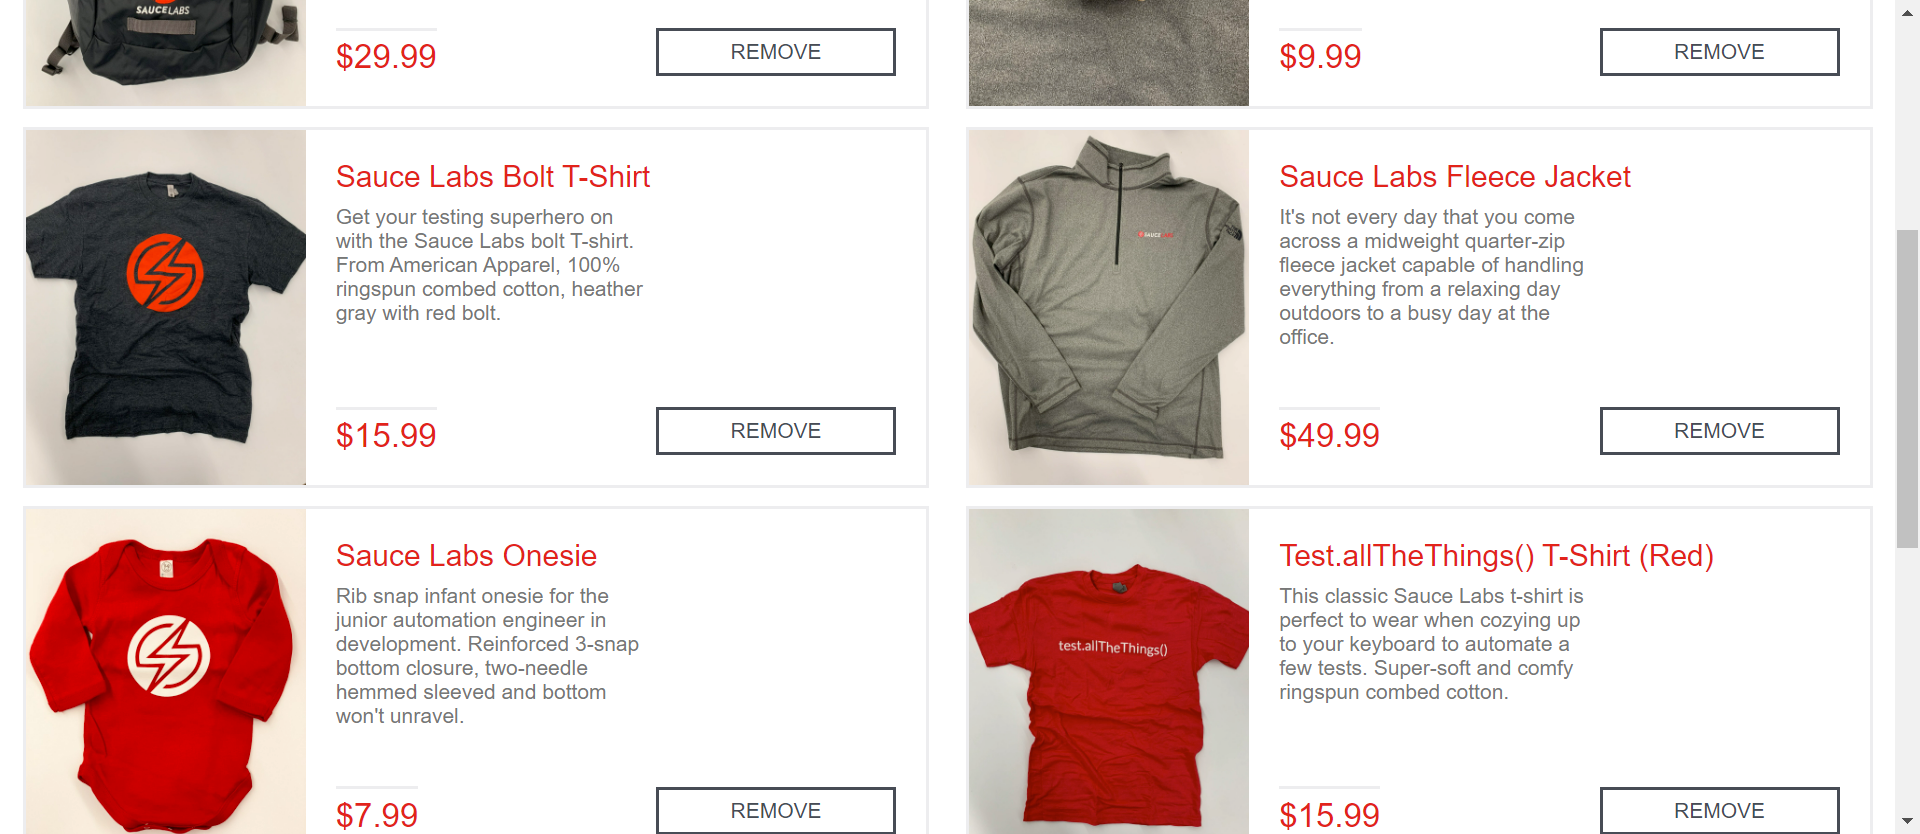 SAUCELABS
$29.99
REMOVE
$9.99
REMOVE
Sauce Labs Bolt T-Shirt
Get your testing superhero on
with the Sauce Labs bolt T-shirt.
From American Apparel, 100%
ringspun combed cotton, heather
gray with red bolt.
$15.99
REMOVE
SAUCE LABS
Sauce Labs Fleece Jacket
It's not every day that you come
across a midweight quarter-zip
fleece jacket capable of handling
everything from a relaxing day
outdoors to a busy day at the
office.
$49.99
REMOVE
Sauce Labs Onesie
Rib snap infant onesie for the
junior automation engineer in
development. Reinforced 3-snap
bottom closure, two-needle
hemmed sleeved and bottom
won't unravel.
$7.99
REMOVE
test.allTheThings()
Test.allTheThings() T-Shirt (Red)
This classic Sauce Labs t-shirt is
perfect to wear when cozying up
to your keyboard to automate a
few tests. Super-soft and comfy
ringspun combed cotton.
$15.99
REMOVE